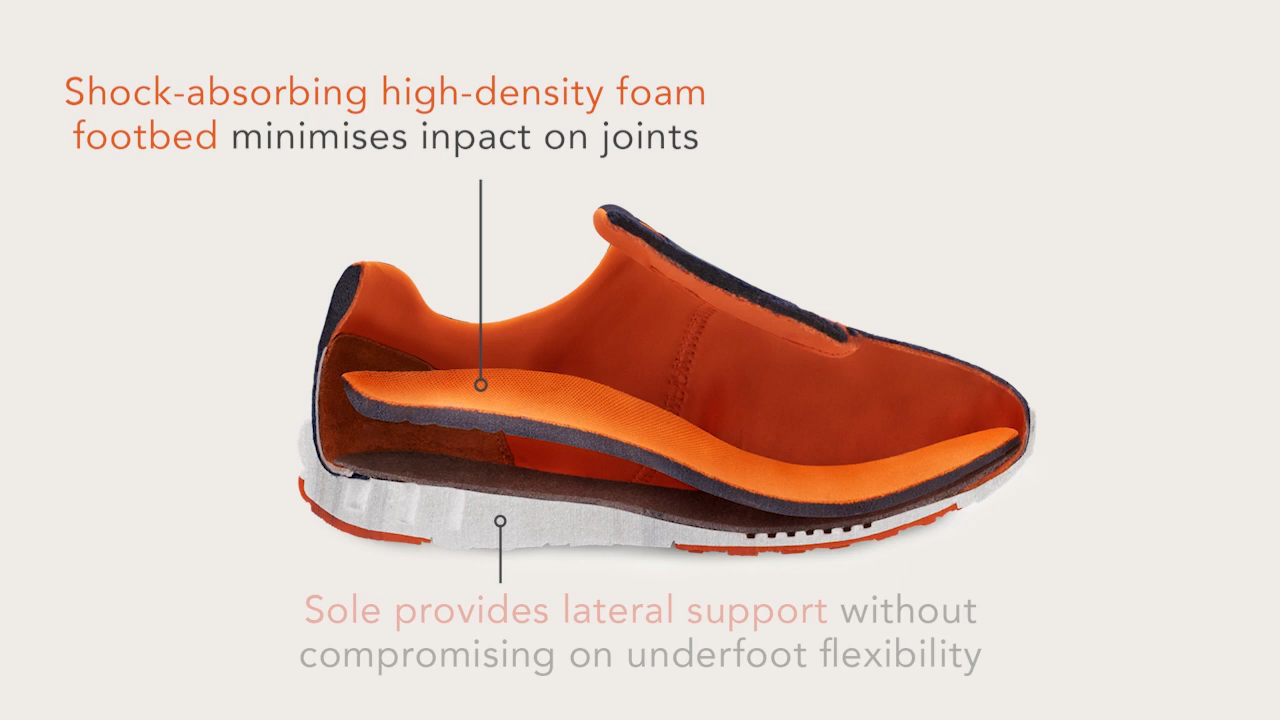 Shock-absorbing high-density foam
footbed minimises inpact on joints
Sole provides lateral support without
compromising on underfoot flexibility